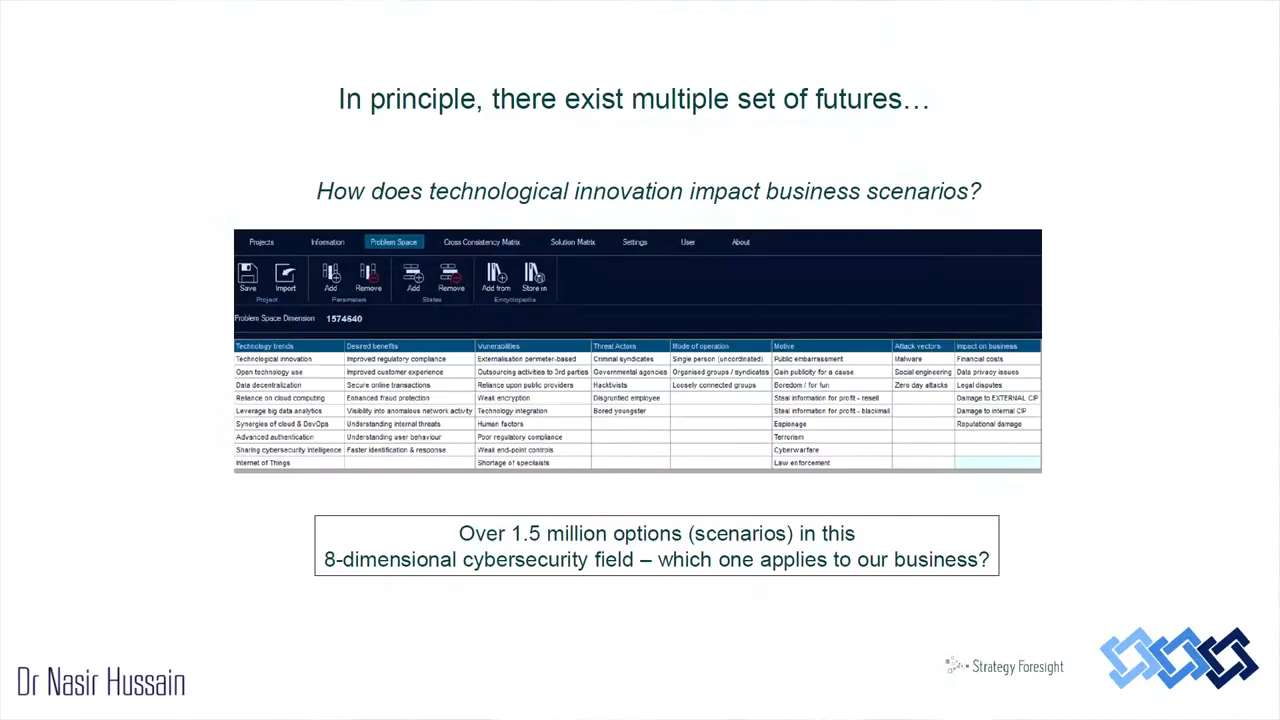 In principle, there exist multiple set of futures…
How does technological innovation impact business scenarios?
Projects Information Problem Space Cross Consistency Matrix Solution Matrix Settings User About
Save Import Add Remove Add Remove Add from Store in
Project Parameters States Encyclopedia
Problem Space Dimension 1574640
Technology trends Desired benefits Vunerabilities Threat Actors Mode of operation Motive Attack vectors Impact on business
Technological innovation Improved regulatory compliance Externalisation perimeter-based Criminal syndicates Single person (uncordinated) Public embarrassment Malware Financial costs
Open technology use Improved customer experience Outsourcing activities to 3rd parties Governmental agencies Organised groups / syndicates Gain publicity for a cause Social engineering Data privacy issues
Data decentralization Secure online transactions Reliance upon public providers Hacktivists Loosely connected groups Boredom / for fun Zero day attacks Legal disputes
Reliance on cloud computing Enhanced fraud protection Weak encryption Disgruntled employee Steal information for profit - resell Damage to EXTERNAL CIP
Leverage big data analytics Visibility into anomalous network activity Technology integration Bored youngster Steal information for profit - blackmail Damage to internal CIP
Synergies of cloud & DevOps Understanding internal threats Human factors Espionage Reputational damage
Advanced authentication Understanding user behaviour Poor regulatory compliance Terrorism
Sharing cybersecurity intelligence Faster identification & response Weak end-point controls Cyberwarfare
Internet of Things Shortage of specilaists Law enforcement
Over 1.5 million options (scenarios) in this
8-dimensional cybersecurity field – which one applies to our business?
Strategy Foresight
Dr Nasir Hussain